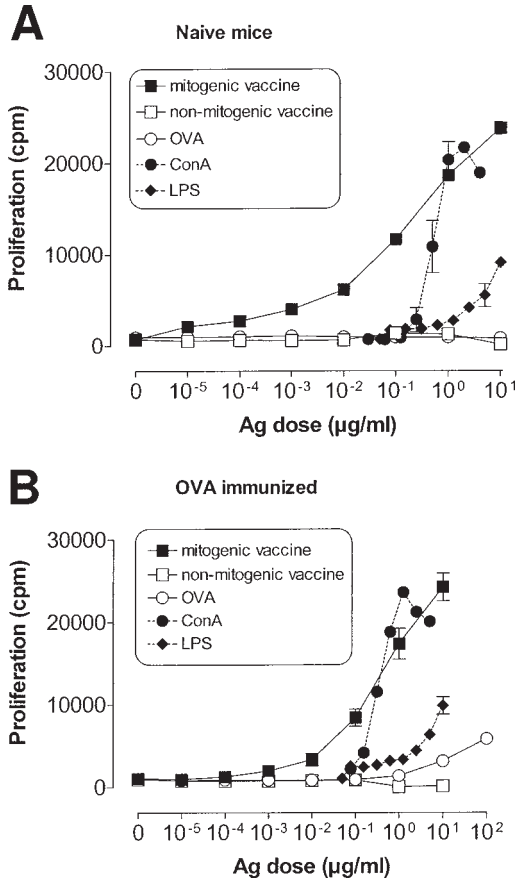 A
Naive mice
30000
20000
10000
0
Proliferation (cpm)
mitogenic vaccine
non-mitogenic vaccine
OVA
ConA
LPS
0 10⁻⁵ 10⁻⁴ 10⁻³ 10⁻² 10⁻¹ 10⁰ 10¹
Ag dose (µg/ml)
B
OVA immunized
30000
20000
10000
0
Proliferation (cpm)
mitogenic vaccine
non-mitogenic vaccine
OVA
ConA
LPS
0 10⁻⁵ 10⁻⁴ 10⁻³ 10⁻² 10⁻¹ 10⁰ 10¹ 10²
Ag dose (µg/ml)